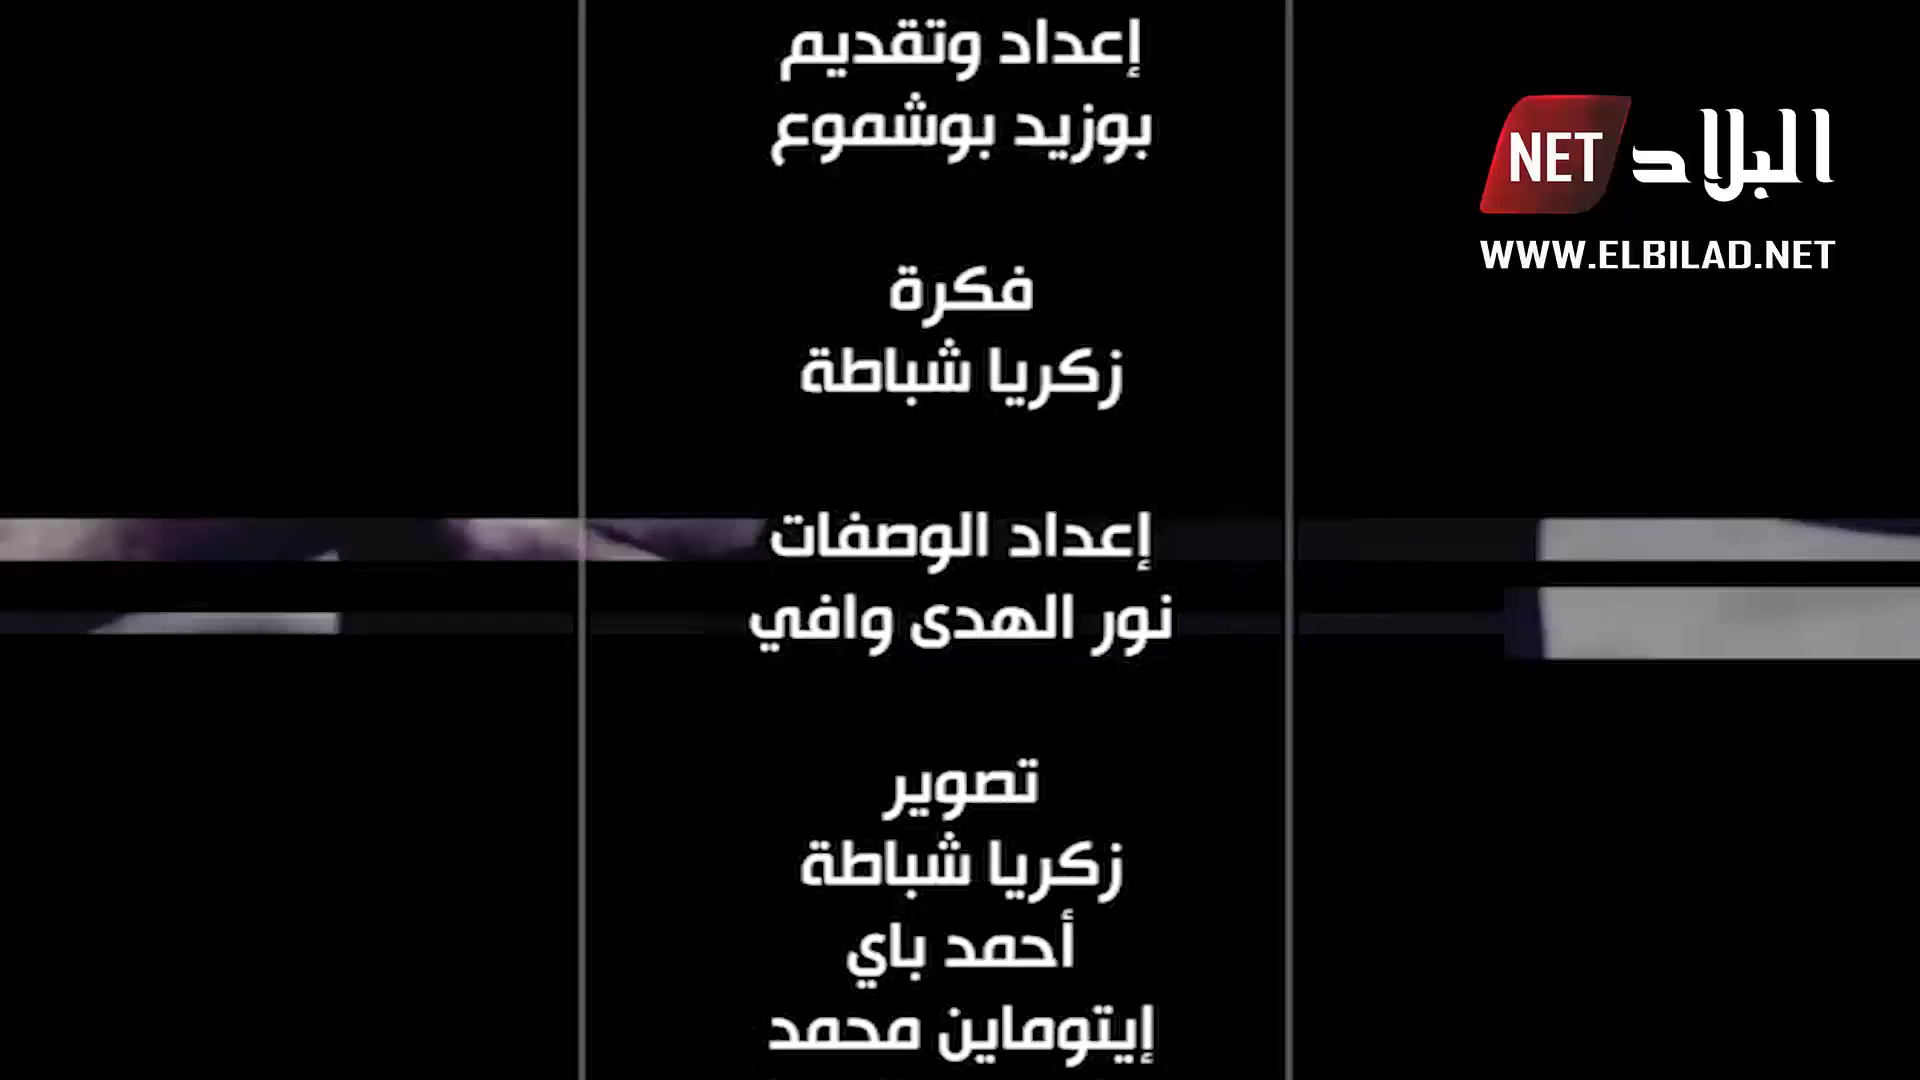 إعداد وتقديم
بوزيد بوشموع
البلاد NET
WWW.ELBILAD.NET
فكرة
زكريا شباطة
إعداد الوصفات
نور الهدى وافي
تصوير
زكريا شباطة
أحمد باي
إيتوماين محمد